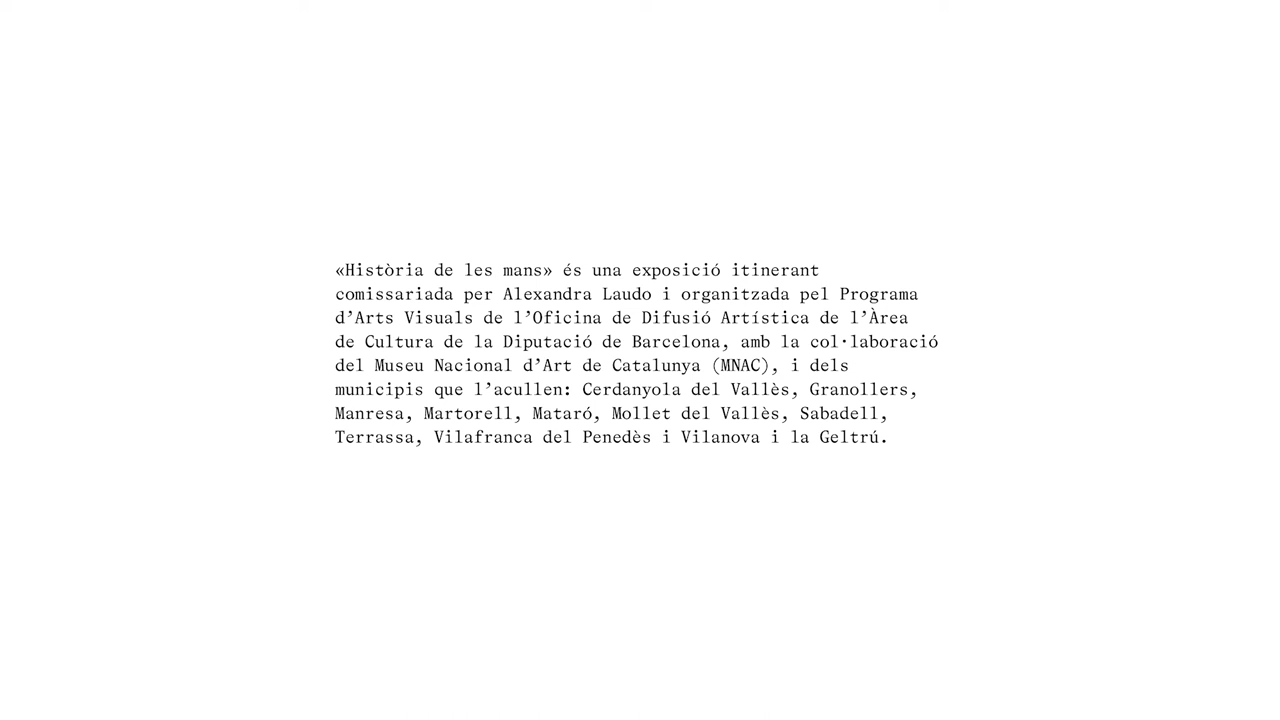 «Història de les mans» és una exposició itinerant
comissariada per Alexandra Laudo i organitzada pel Programa
d’Arts Visuals de l’Oficina de Difusió Artística de l’Àrea
de Cultura de la Diputació de Barcelona, amb la col·laboració
del Museu Nacional d’Art de Catalunya (MNAC), i dels
municipis que l’acullen: Cerdanyola del Vallès, Granollers,
Manresa, Martorell, Mataró, Mollet del Vallès, Sabadell,
Terrassa, Vilafranca del Penedès i Vilanova i la Geltrú.